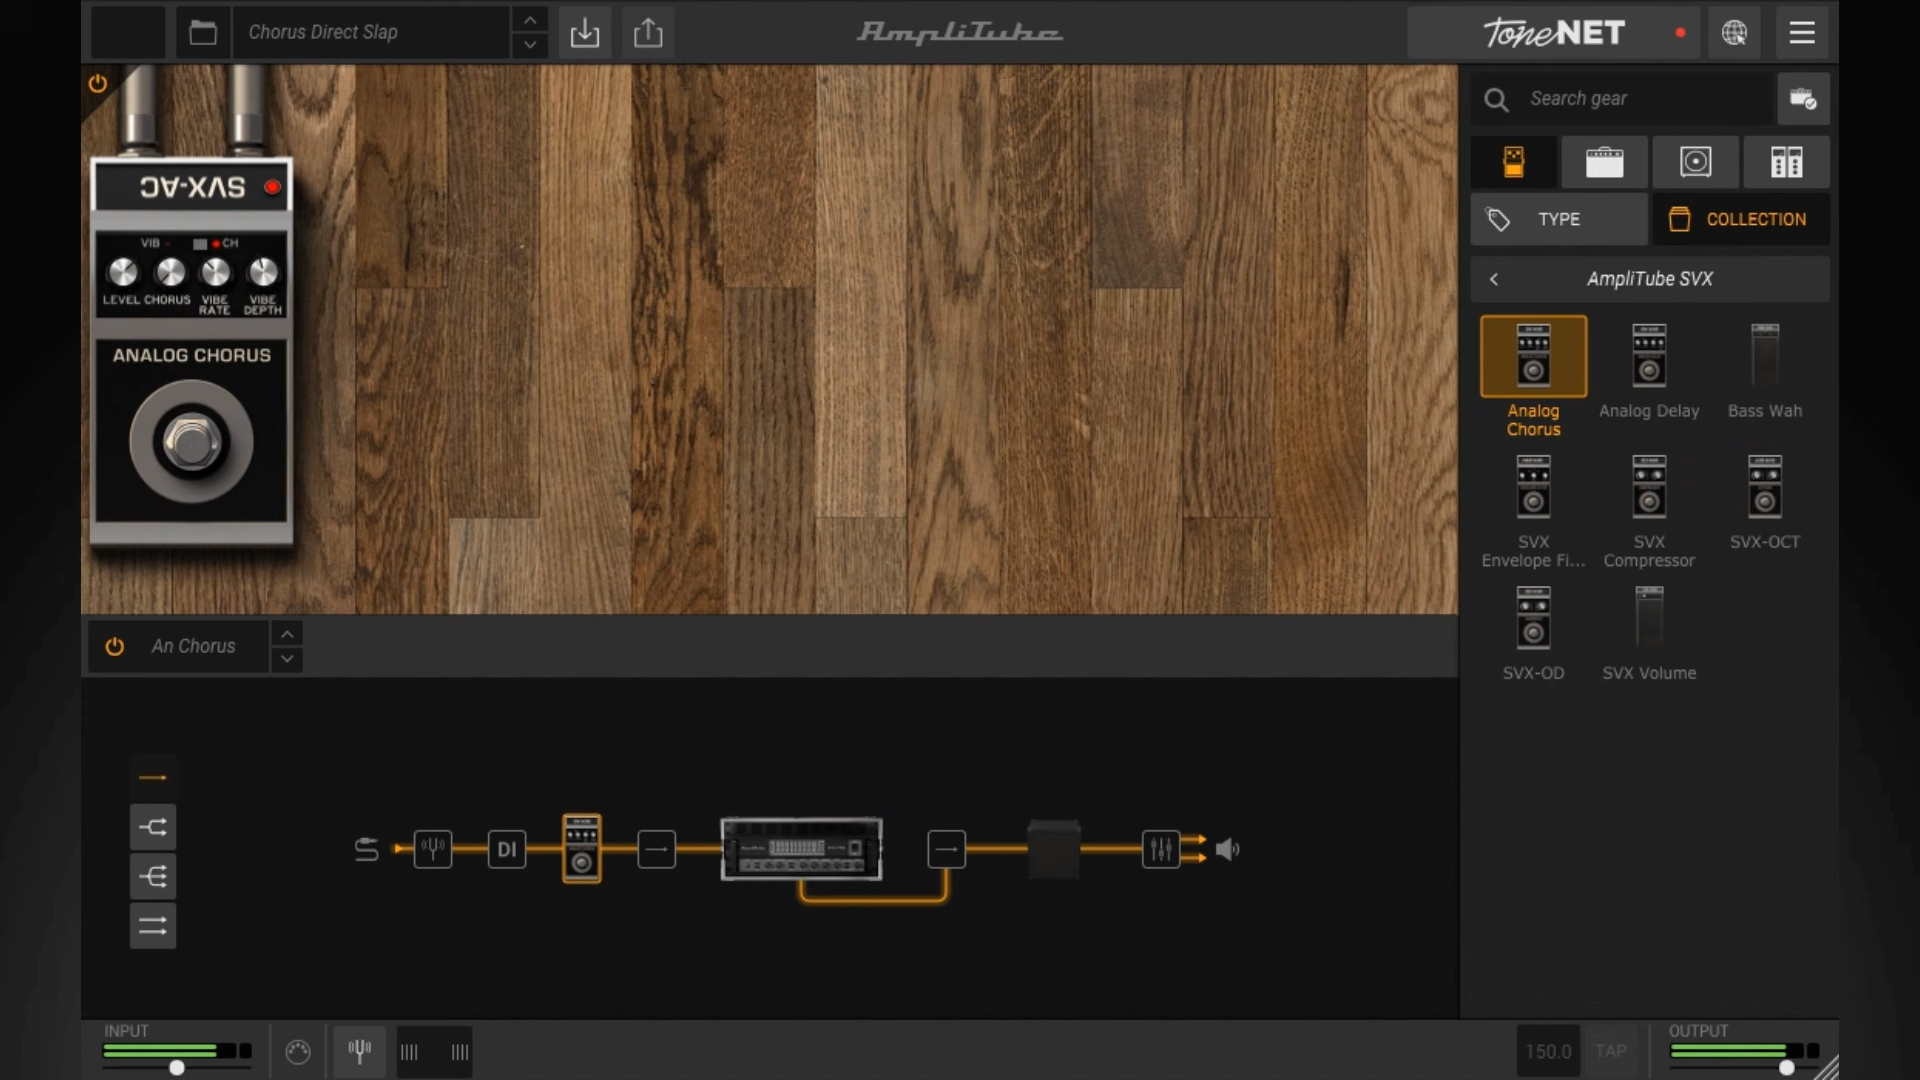 Chorus Direct Slap
AmpliTube
ToneNET
Search gear
TYPE
COLLECTION
AmpliTube SVX
SVX-AC
VIB
CH
LEVEL CHORUS VIBE RATE VIBE DEPTH
ANALOG CHORUS
Analog Chorus
Analog Delay
Bass Wah
SVX Envelope Fi...
SVX Compressor
SVX-OCT
SVX-OD
SVX Volume
An Chorus
DI
INPUT
150.0
TAP
OUTPUT